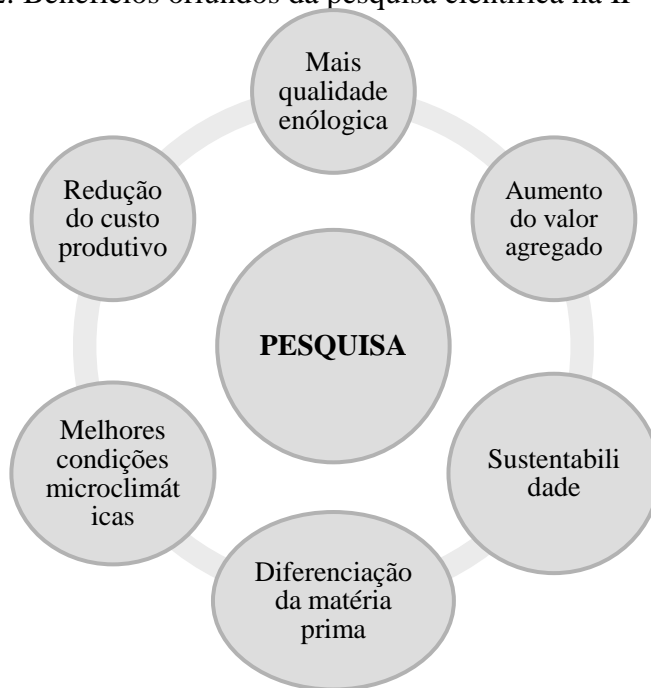 Benefícios oriundos da pesquisa científica na
Mais
qualidade
enólogica
Aumento
do valor
agregado
Sustentabili
dade
Diferenciação
da matéria
prima
Melhores
condições
microclimát
icas
Redução
do custo
produtivo
PESQUISA